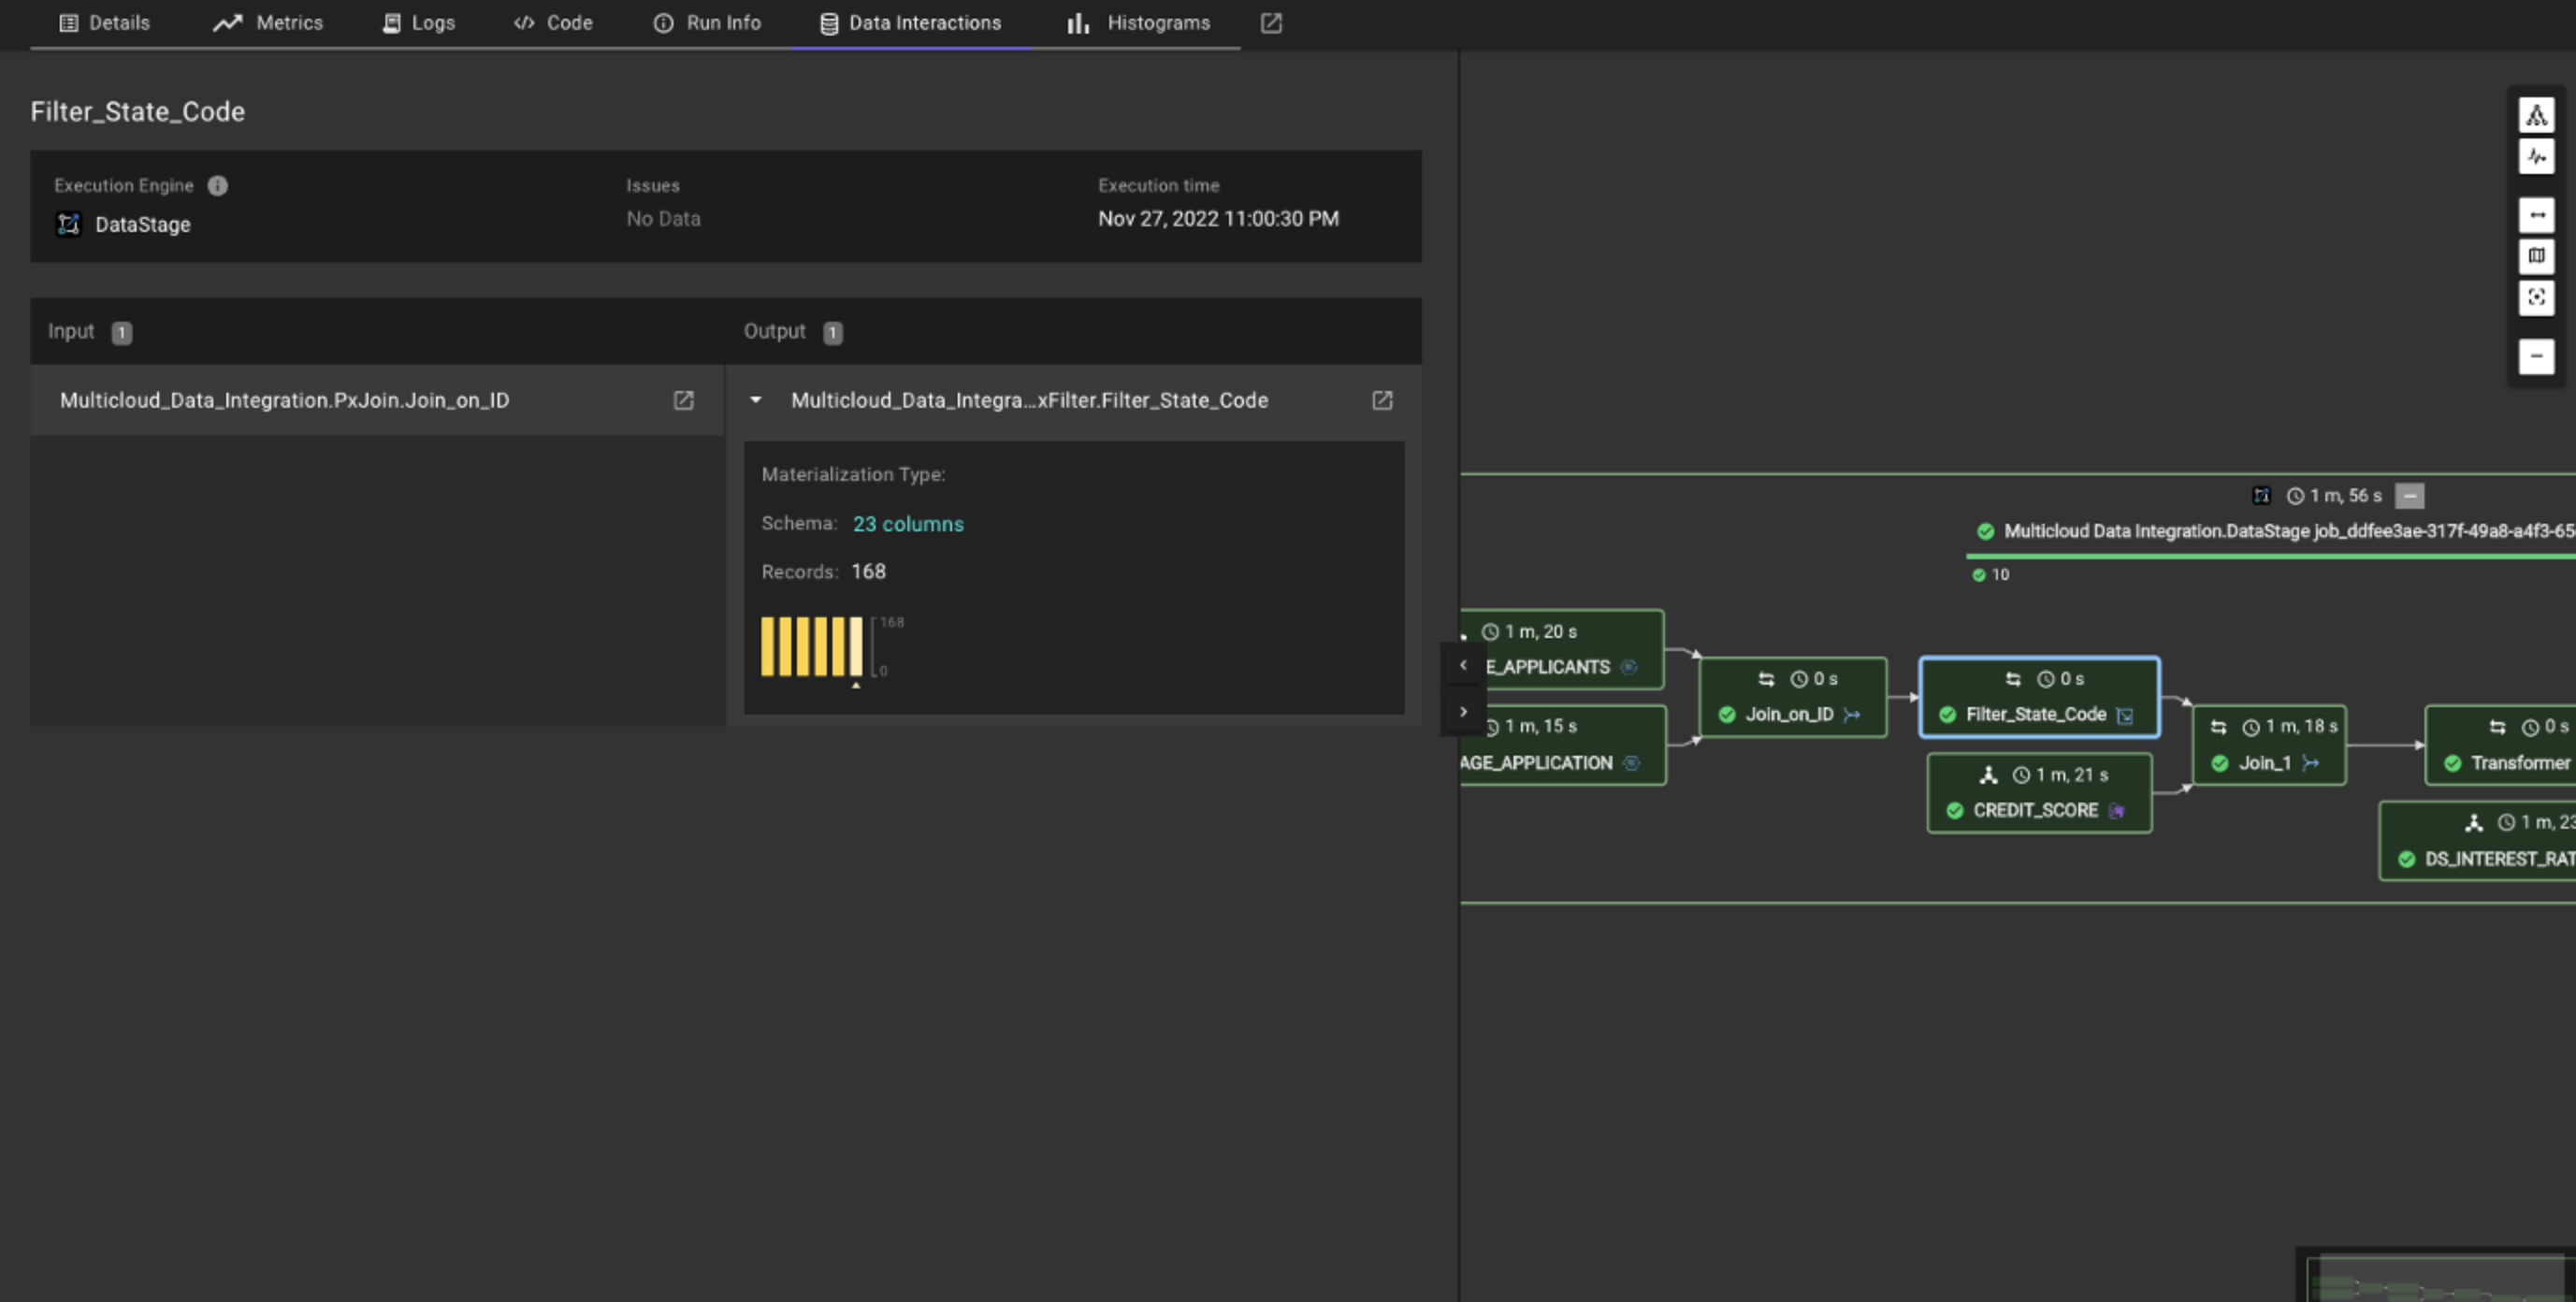 Details
Metrics
Logs
Code
Run Info
Data Interactions
Histograms
Filter_State_Code
Execution Engine
Issues
Execution time
DataStage
No Data
Nov 27, 2022 11:00:30 PM
Input 1
Output 1
Multicloud_Data_Integration.PxJoin.Join_on_ID
Multicloud_Data_Integra...xFilter.Filter_State_Code
Materialization Type:
Schema: 23 columns
Records: 168
168
0
1 m, 56 s
Multicloud Data Integration.DataStage job_ddfee3ae-317f-49a8-a4f3-65
10
1 m, 20 s
E_APPLICANTS
1 m, 15 s
AGE_APPLICATION
0 s
Join_on_ID
0 s
Filter_State_Code
1 m, 21 s
CREDIT_SCORE
1 m, 18 s
Join_1
0 s
Transformer
1 m, 23
DS_INTEREST_RAT